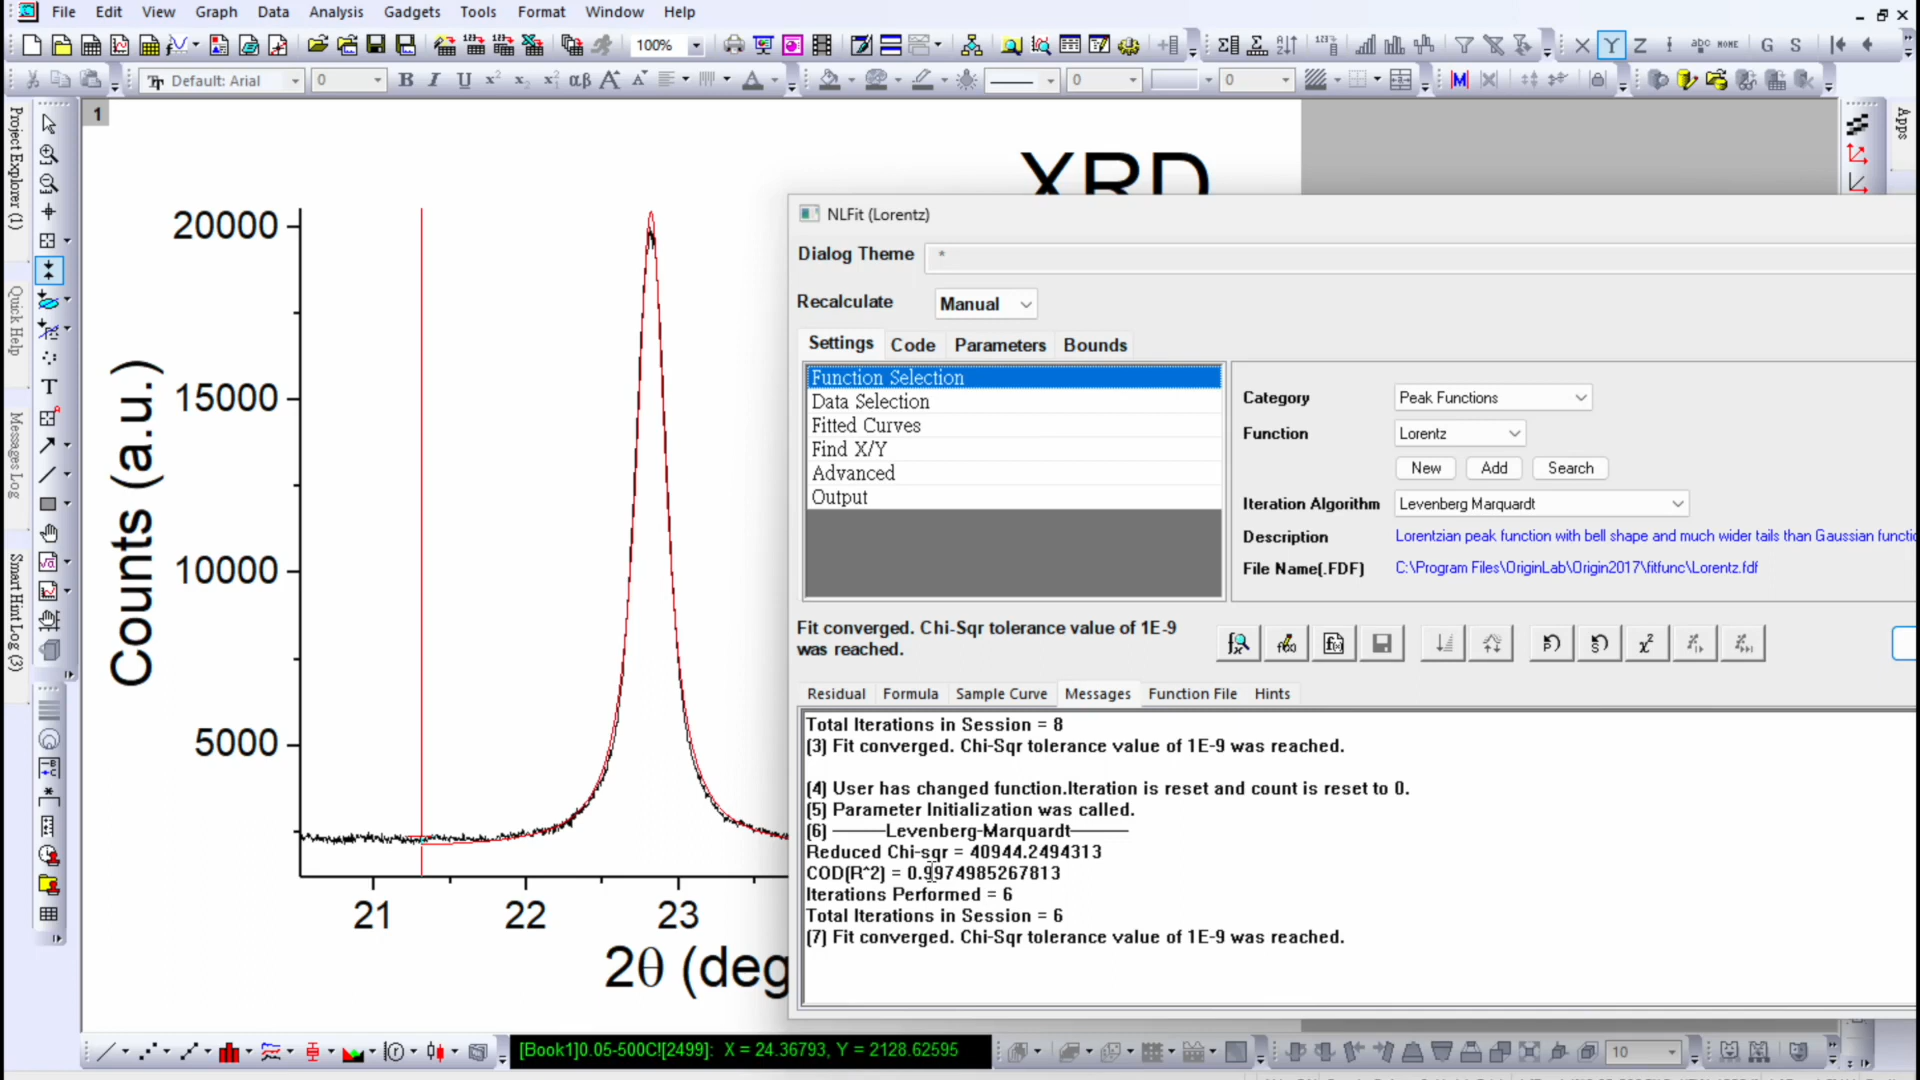 File Edit View Graph Data Analysis Gadgets Tools Format Window Help
100%
Default: Arial 0 B I U αβ A A 0 0
Project Explorer (1)
Quick Help
Messages Log
Smart Hint Log (3)
Apps
1
XRD
20000
15000
10000
5000
Counts (a.u.)
21 22 23
2θ (deg
NLFit (Lorentz)
Dialog Theme *
Recalculate Manual
Settings Code Parameters Bounds
Function Selection
Data Selection
Fitted Curves
Find X/Y
Advanced
Output
Category Peak Functions
Function Lorentz
New Add Search
Iteration Algorithm Levenberg Marquardt
Description Lorentzian peak function with bell shape and much wider tails than Gaussian functi
File Name(.FDF) C:\Program Files\OriginLab\Origin2017\fitfunc\Lorentz.fdf
Fit converged. Chi-Sqr tolerance value of 1E-9
was reached.
Residual Formula Sample Curve Messages Function File Hints
Total Iterations in Session = 8
(3) Fit converged. Chi-Sqr tolerance value of 1E-9 was reached.
(4) User has changed function.Iteration is reset and count is reset to 0.
(5) Parameter Initialization was called.
(6) ———Levenberg-Marquardt———
Reduced Chi-sqr = 40944.2494313
COD(R^2) = 0.9974985267813
Iterations Performed = 6
Total Iterations in Session = 6
(7) Fit converged. Chi-Sqr tolerance value of 1E-9 was reached.
[Book1]0.05-500C![2499]: X = 24.36793, Y = 2128.62595
10